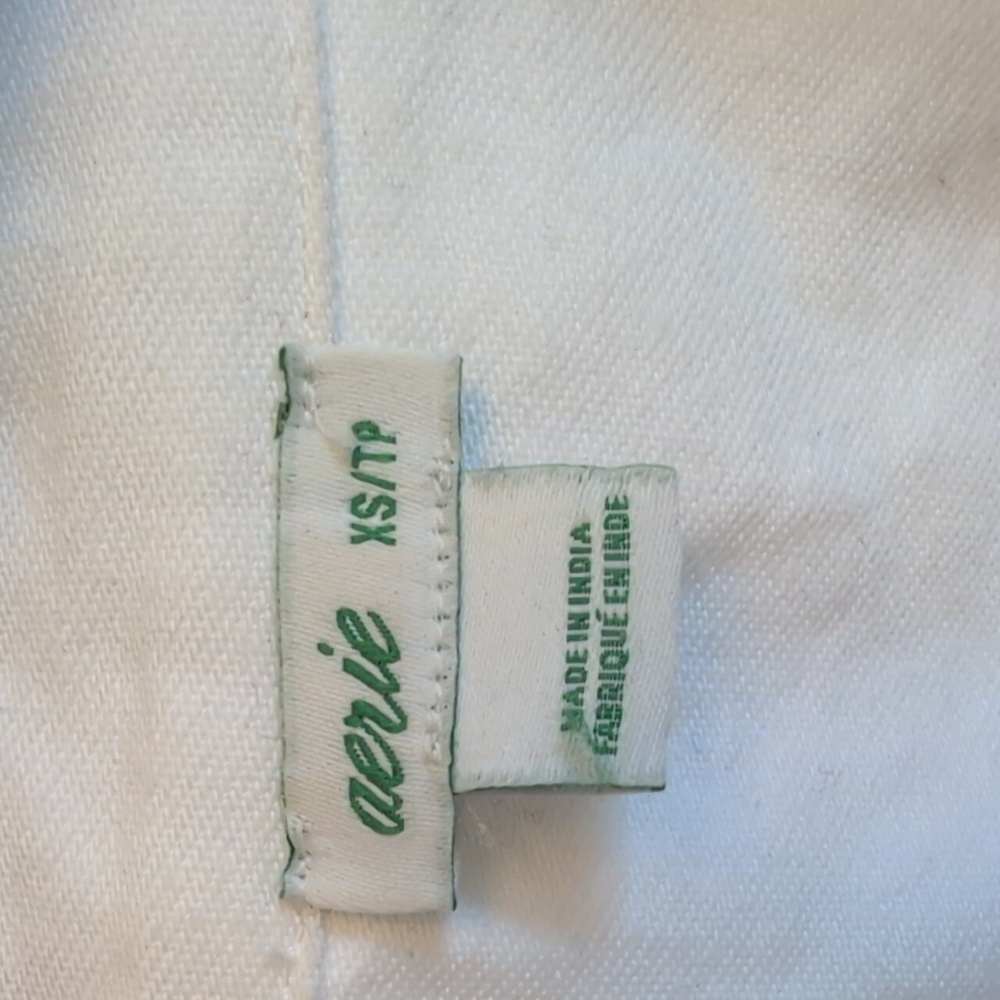 aerie XS/TP
MADE IN INDIA
FABRIQUÉ EN INDE